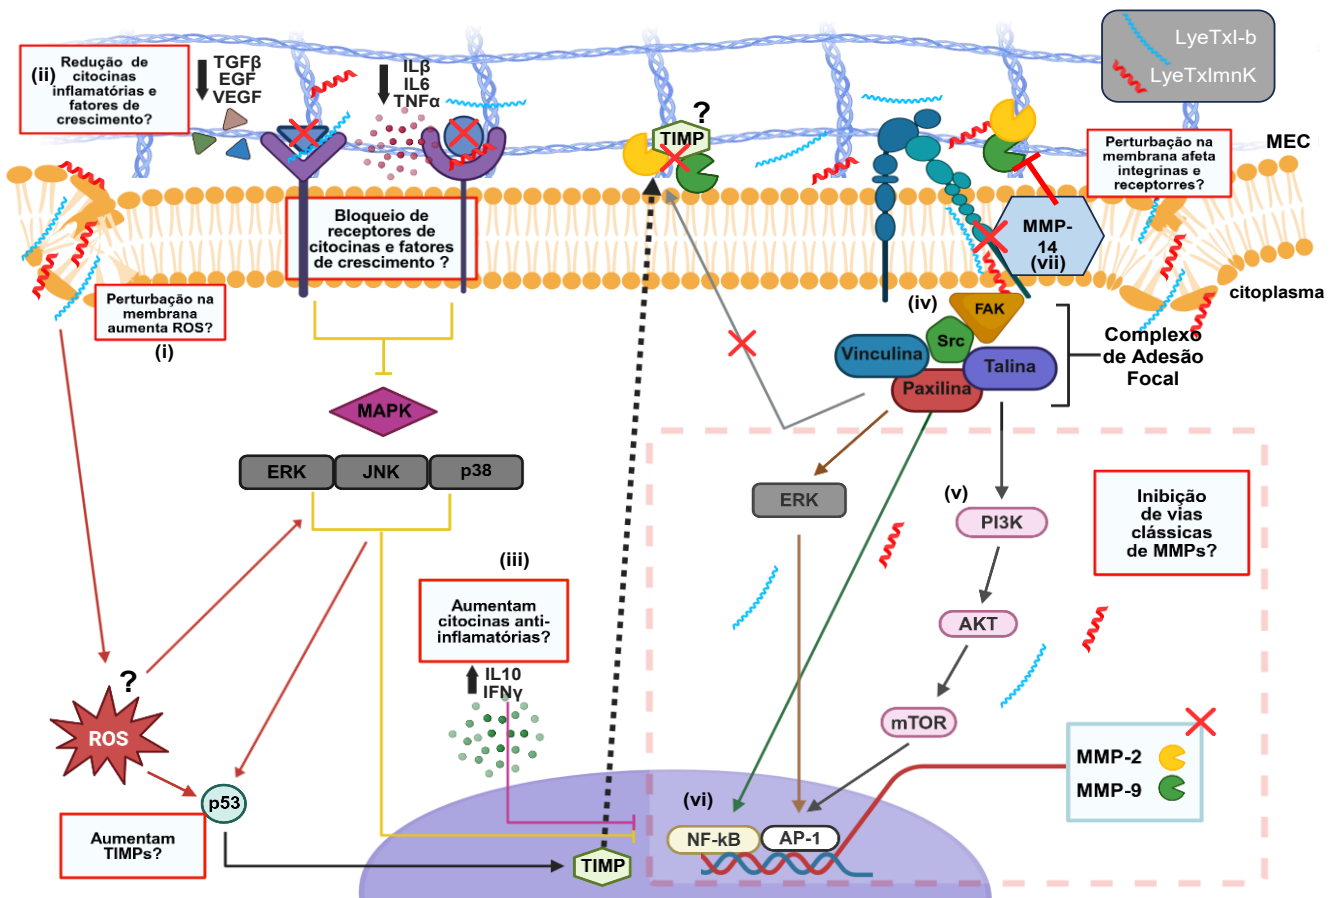 (ii)
Redução de
citocinas
inflamatórias e
fatores de
crescimento?
TGFβ
EGF
VEGF
ILβ
IL6
TNFα
?
TIMP
LyeTxI-b
LyeTxImnK
MEC
Perturbação na
membrana afeta
integrinas e
receptorres?
Bloqueio de
receptores de
citocinas e fatores
de crescimento ?
MMP-
14
(vii)
citoplasma
Perturbação na
membrana
aumenta ROS?
(i)
(iv)
FAK
Src
Vinculina
Talina
Paxilina
Complexo
de Adesão
Focal
MAPK
ERK
JNK
p38
ERK
(v)
PI3K
Inibição
de vias
clássicas
de MMPs?
(iii)
Aumentam
citocinas anti-
inflamatórias?
IL10
IFNγ
AKT
mTOR
?
ROS
p53
Aumentam
TIMPs?
MMP-2
MMP-9
(vi)
NF-kB
AP-1
TIMP